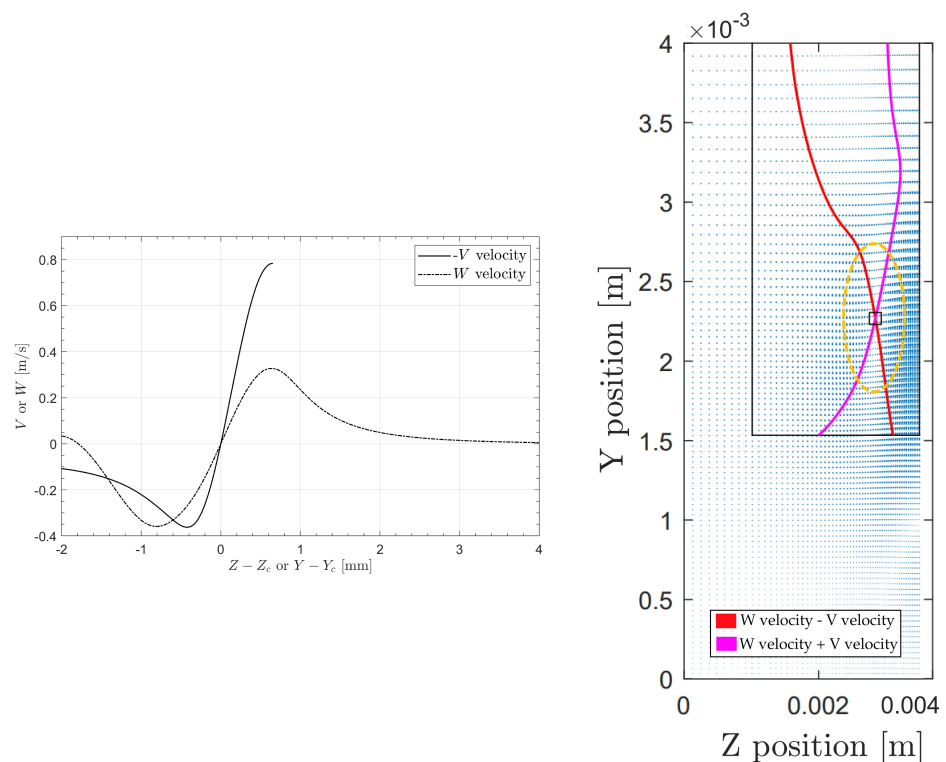 -V velocity
W velocity
0.8
0.6
0.4
0.2
0
-0.2
-0.4
V or W [m/s]
-2 -1 0 1 2 3 4
Z − Z_c or Y − Y_c [mm]
×10⁻³
4
3.5
3
2.5
2
1.5
1
0.5
0
Y position [m]
W velocity - V velocity
W velocity + V velocity
0 0.002 0.004
Z position [m]